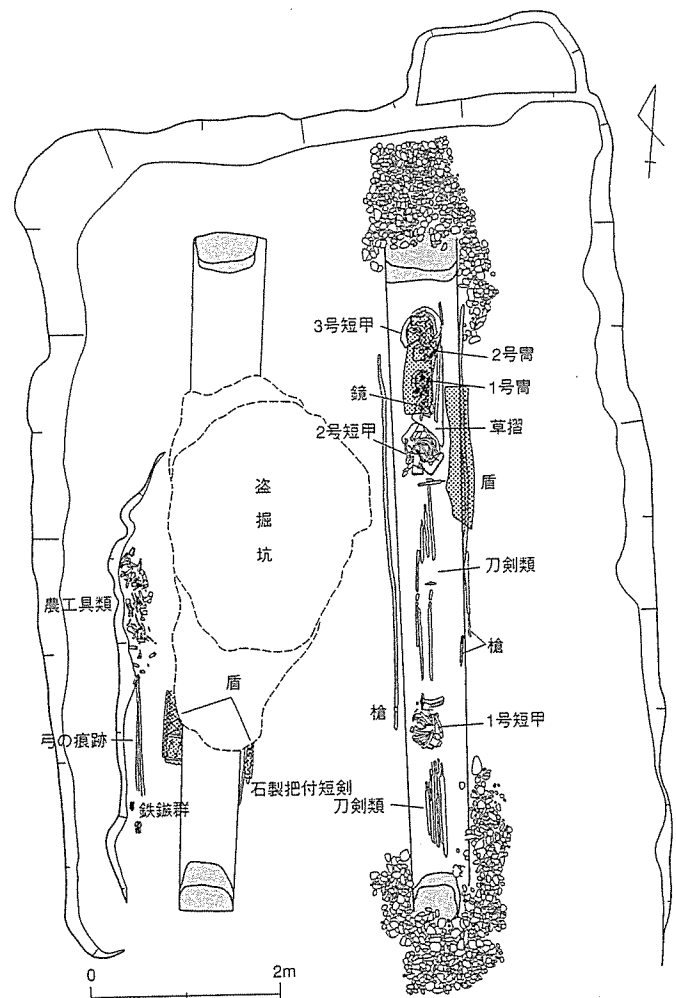 3号短甲
2号冑
1号冑
鏡
草摺
2号短甲
盾
盗掘坑
刀剣類
農工具類
槍
盾
槍
1号短甲
弓の痕跡
石製把付短剣
鉄鏃群
刀剣類
0 2m